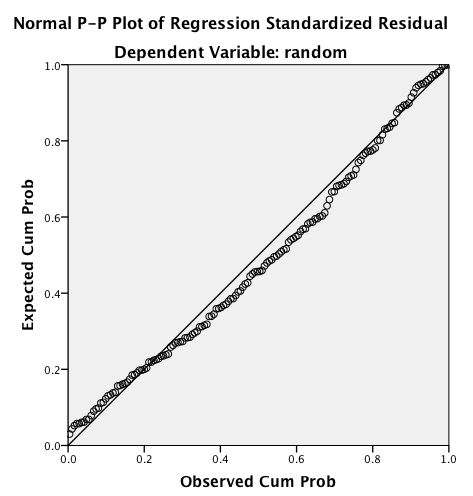 Normal P-P Plot of Regression Standardized Residual
Dependent Variable: random
1.0
0.8
0.6
0.4
0.2
0.0
Expected Cum Prob
0.0 0.2 0.4 0.6 0.8 1.0
Observed Cum Prob